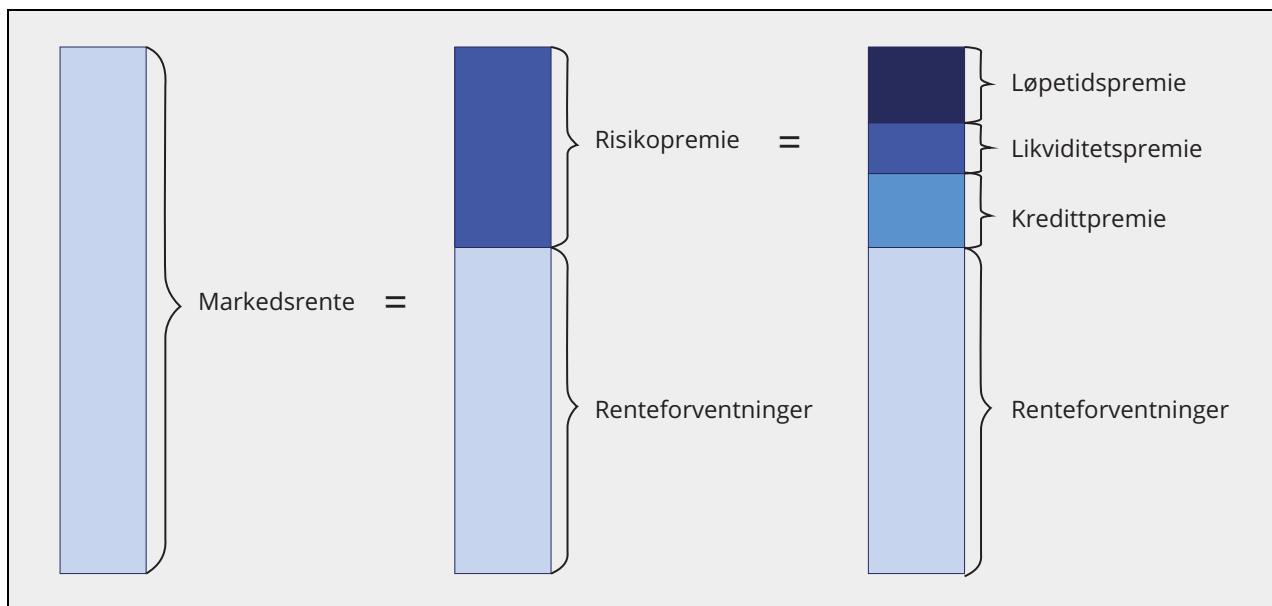 Markedsrente
=
Risikopremie
Renteforventninger
=
Løpetidspremie
Likviditetspremie
Kredittpremie
Renteforventninger